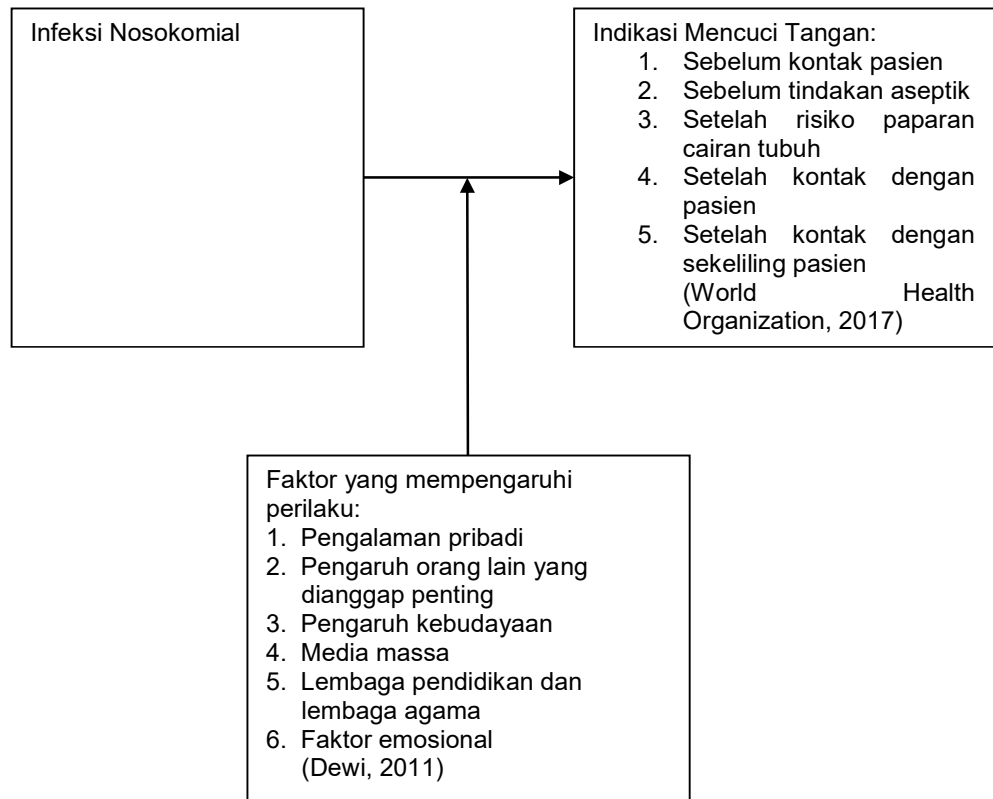 Infeksi Nosokomial
Indikasi Mencuci Tangan:
1. Sebelum kontak pasien
2. Sebelum tindakan aseptik
3. Setelah risiko paparan
cairan tubuh
4. Setelah kontak dengan
pasien
5. Setelah kontak dengan
sekeliling pasien
(World Health
Organization, 2017)
Faktor yang mempengaruhi
perilaku:
1. Pengalaman pribadi
2. Pengaruh orang lain yang
dianggap penting
3. Pengaruh kebudayaan
4. Media massa
5. Lembaga pendidikan dan
lembaga agama
6. Faktor emosional
(Dewi, 2011)